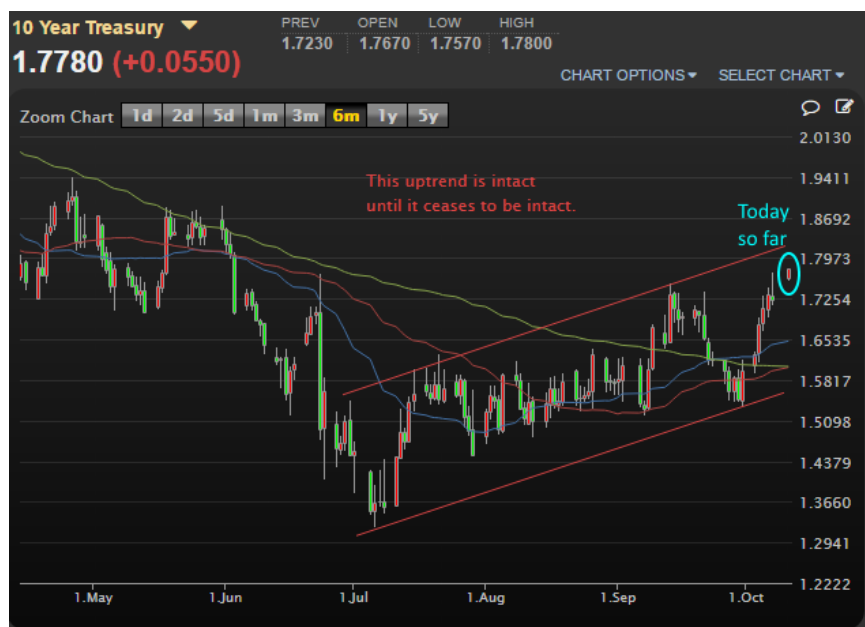 10 Year Treasury
PREV OPEN LOW HIGH
1.7230 1.7670 1.7570 1.7800
1.7780 (+0.0550)
CHART OPTIONS SELECT CHART
Zoom Chart 1d 2d 5d 1m 3m 6m 1y 5y
2.0130
This uptrend is intact
until it ceases to be intact.
1.9411
Today
so far
1.8692
1.7973
1.7254
1.6535
1.5817
1.5098
1.4379
1.3660
1.2941
1.2222
1.May 1.Jun 1.Jul 1.Aug 1.Sep 1.Oct